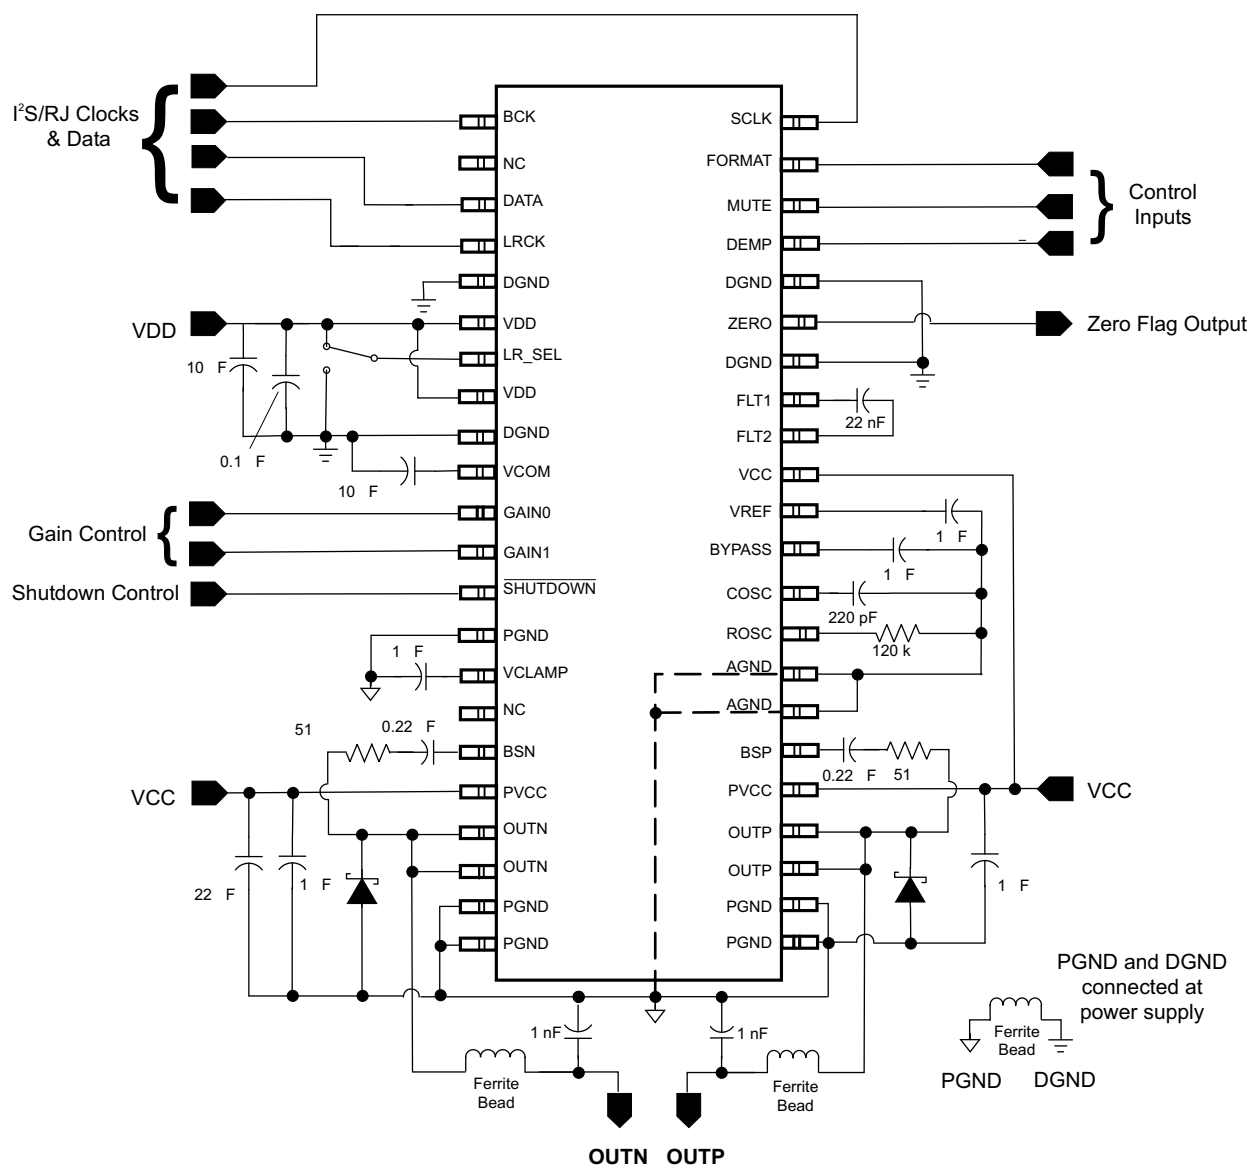 I²S/RJ Clocks
& Data
BCK
NC
DATA
LRCK
DGND
VDD
LR_SEL
VDD
DGND
VCOM
GAIN0
GAIN1
SHUTDOWN
PGND
VCLAMP
NC
BSN
PVCC
OUTN
OUTN
PGND
PGND
SCLK
FORMAT
MUTE
DEMP
DGND
ZERO
DGND
FLT1
FLT2
VCC
VREF
BYPASS
COSC
ROSC
AGND
AGND
BSP
PVCC
OUTP
OUTP
PGND
PGND
Control
Inputs
Zero Flag Output
VDD
10 F
0.1 F
10 F
Gain Control
Shutdown Control
1 F
51
0.22 F
VCC
22 F
1 F
22 nF
1 F
1 F
220 pF
120 k
0.22 F
51
VCC
1 F
1 nF
1 nF
Ferrite
Bead
Ferrite
Bead
OUTN
OUTP
PGND and DGND
connected at
power supply
Ferrite
Bead
PGND
DGND